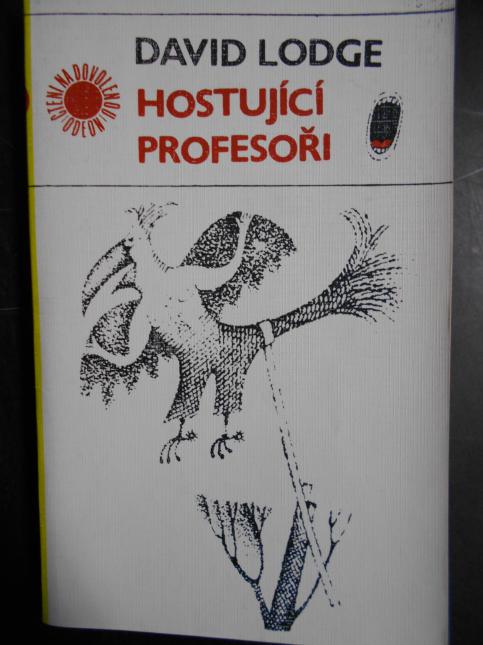 DAVID LODGE
HOSTUJÍCÍ
PROFESOŘI
ČTENÍ NA DOVOLENOU
ODEON